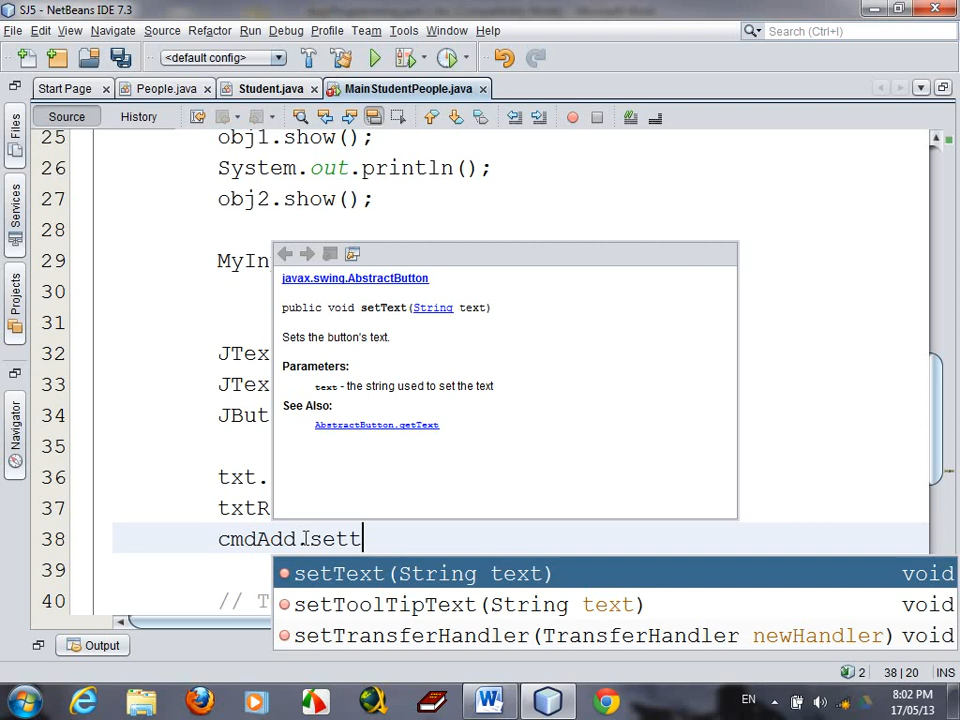 SJ5 - NetBeans IDE 7.3
File Edit View Navigate Source Refactor Run Debug Profile Team Tools Window Help
Search (Ctrl+I)
<default config>
Start Page People.java Student.java MainStudentPeople.java
Source History
Files
Services
Projects
Navigator
25 obj1.show();
26 System.out.println();
27 obj2.show();
28
29 MyIn
30
31
32 JTex
33 JTex
34 JBut
35
36 txt.
37 txtR
38 cmdAdd.sett
39
40 // T
javax.swing.AbstractButton
public void setText(String text)
Sets the button's text.
Parameters:
text - the string used to set the text
See Also:
AbstractButton.getText
setText(String text) void
setToolTipText(String text) void
setTransferHandler(TransferHandler newHandler) void
Output
2 38|20 INS
EN 8:02 PM
17/05/13